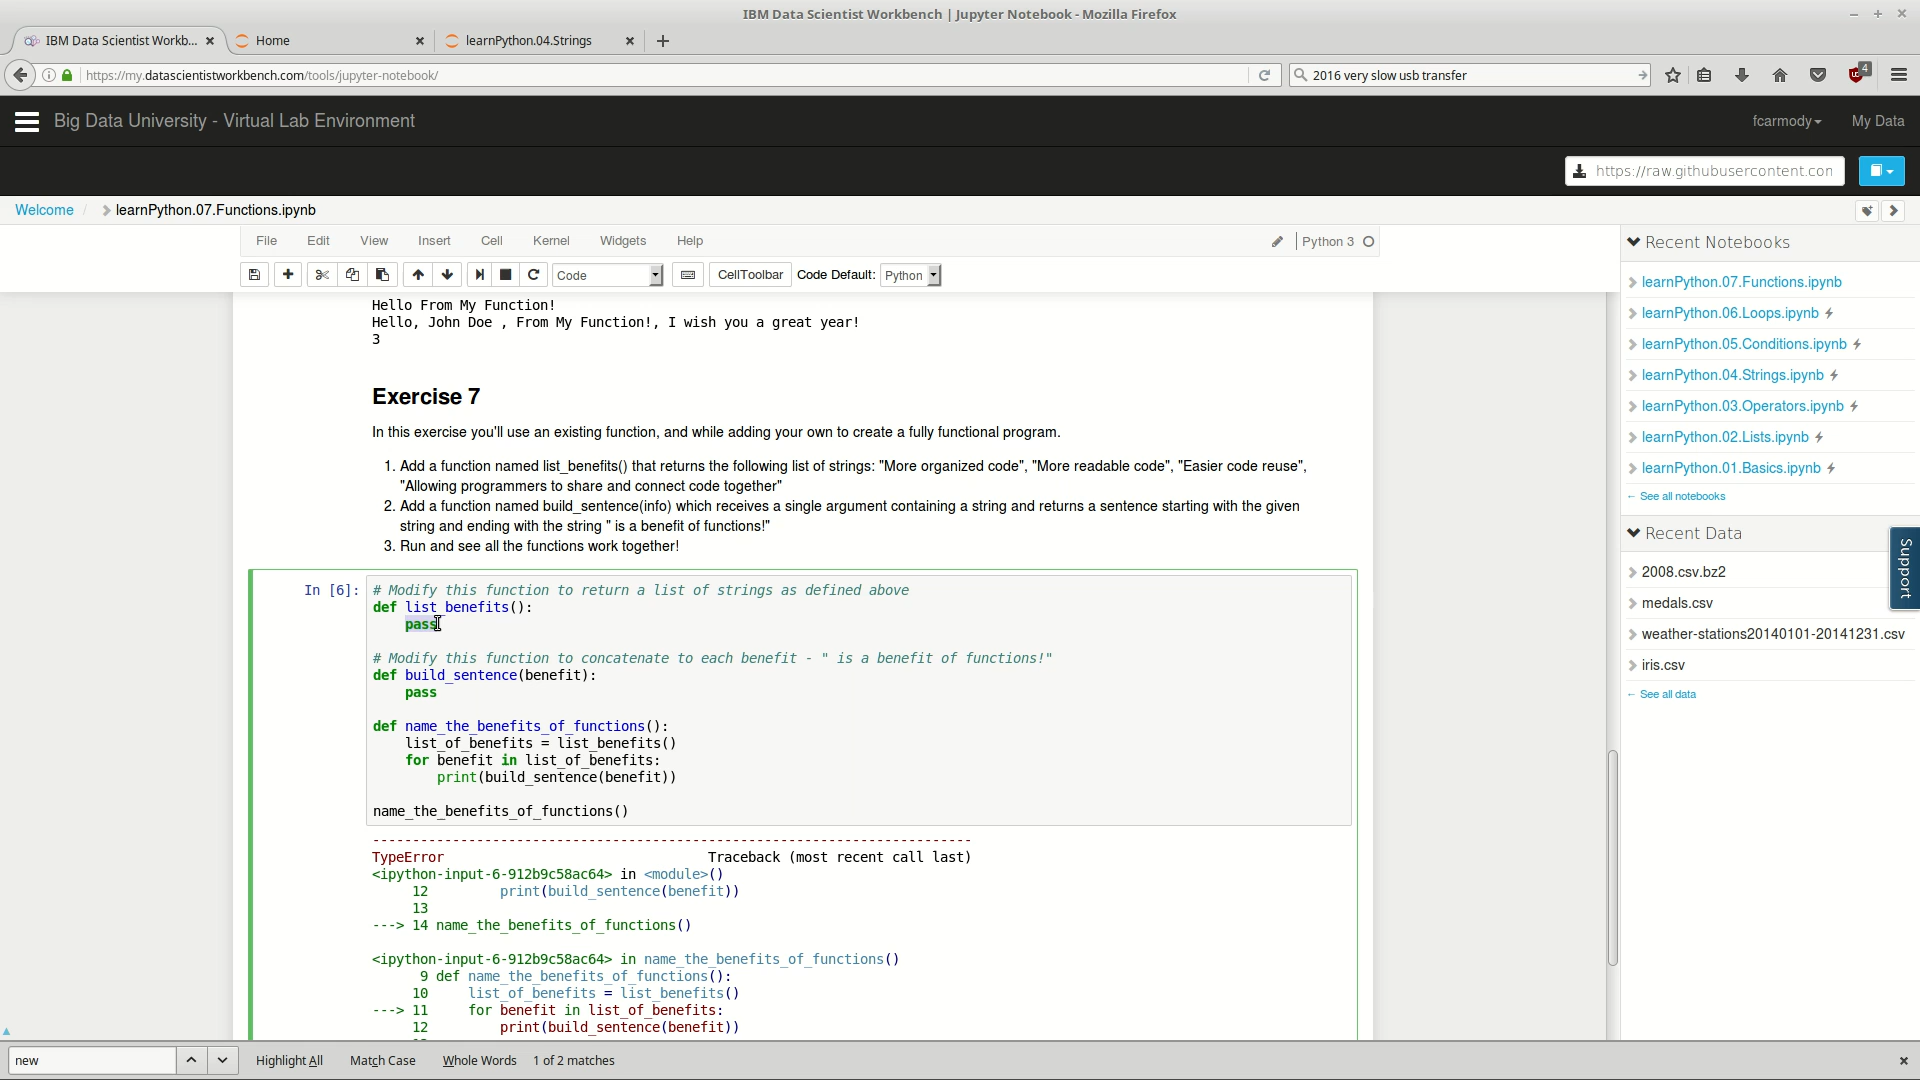 IBM Data Scientist Workbench | Jupyter Notebook - Mozilla Firefox
IBM Data Scientist Workb...
Home
learnPython.04.Strings
https://my.datascientistworkbench.com/tools/jupyter-notebook/
2016 very slow usb transfer
4
Big Data University - Virtual Lab Environment
fcarmody
My Data
https://raw.githubusercontent.com
Welcome / learnPython.07.Functions.ipynb
File Edit View Insert Cell Kernel Widgets Help
Python 3
Code
CellToolbar
Code Default: Python
Hello From My Function!
Hello, John Doe , From My Function!, I wish you a great year!
3
Exercise 7
In this exercise you'll use an existing function, and while adding your own to create a fully functional program.
1. Add a function named list_benefits() that returns the following list of strings: "More organized code", "More readable code", "Easier code reuse",
"Allowing programmers to share and connect code together"
2. Add a function named build_sentence(info) which receives a single argument containing a string and returns a sentence starting with the given
string and ending with the string " is a benefit of functions!"
3. Run and see all the functions work together!
In [6]:
# Modify this function to return a list of strings as defined above
def list_benefits():
    pass
# Modify this function to concatenate to each benefit - " is a benefit of functions!"
def build_sentence(benefit):
    pass
def name_the_benefits_of_functions():
    list_of_benefits = list_benefits()
    for benefit in list_of_benefits:
        print(build_sentence(benefit))
name_the_benefits_of_functions()
---------------------------------------------------------------------------
TypeError                                 Traceback (most recent call last)
<ipython-input-6-912b9c58ac64> in <module>()
     12         print(build_sentence(benefit))
     13
---> 14 name_the_benefits_of_functions()
<ipython-input-6-912b9c58ac64> in name_the_benefits_of_functions()
      9 def name_the_benefits_of_functions():
     10     list_of_benefits = list_benefits()
---> 11     for benefit in list_of_benefits:
     12         print(build_sentence(benefit))
Recent Notebooks
learnPython.07.Functions.ipynb
learnPython.06.Loops.ipynb
learnPython.05.Conditions.ipynb
learnPython.04.Strings.ipynb
learnPython.03.Operators.ipynb
learnPython.02.Lists.ipynb
learnPython.01.Basics.ipynb
← See all notebooks
Recent Data
2008.csv.bz2
medals.csv
weather-stations20140101-20141231.csv
iris.csv
← See all data
Support
new
Highlight All
Match Case
Whole Words
1 of 2 matches